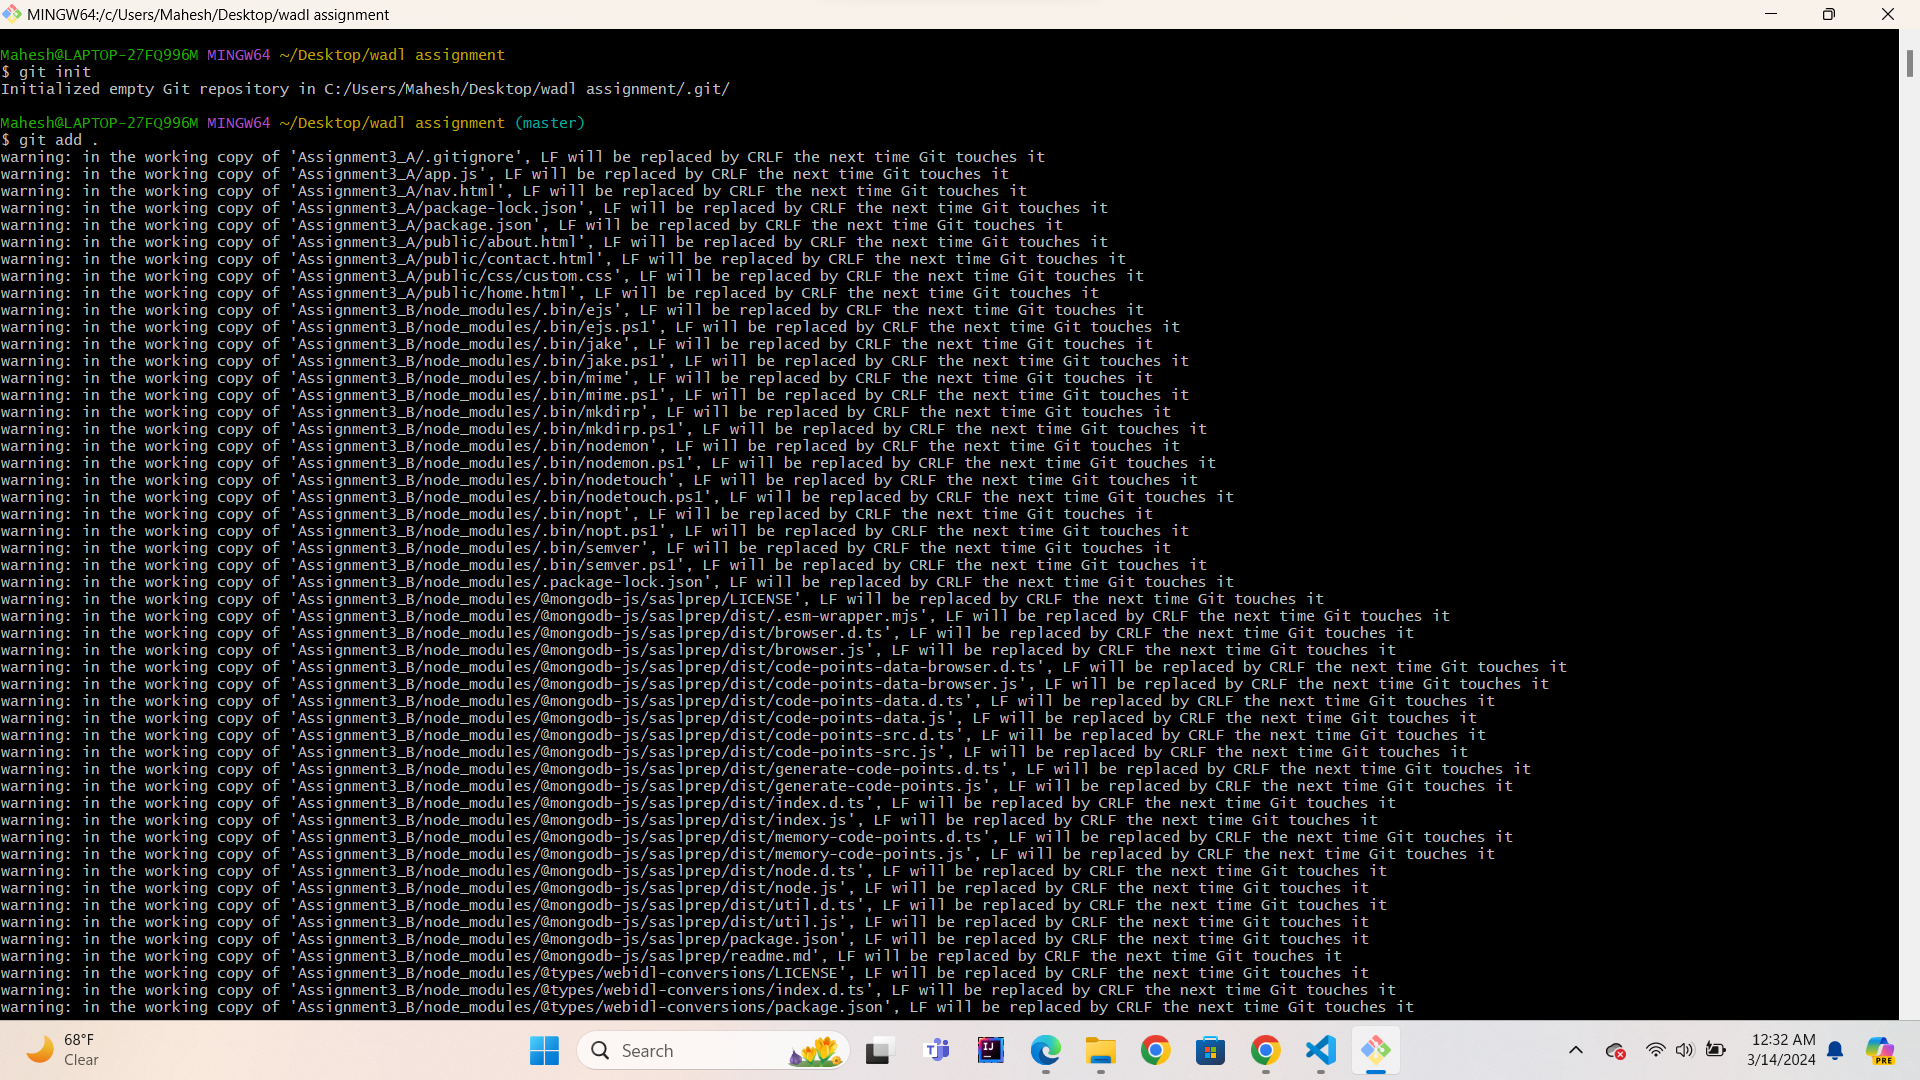 MINGW64:/c/Users/Mahesh/Desktop/wadl assignment
Mahesh@LAPTOP-27FQ996M MINGW64 ~/Desktop/wadl assignment
$ git init
Initialized empty Git repository in C:/Users/Mahesh/Desktop/wadl assignment/.git/
Mahesh@LAPTOP-27FQ996M MINGW64 ~/Desktop/wadl assignment (master)
$ git add .
warning: in the working copy of 'Assignment3_A/.gitignore', LF will be replaced by CRLF the next time Git touches it
warning: in the working copy of 'Assignment3_A/app.js', LF will be replaced by CRLF the next time Git touches it
warning: in the working copy of 'Assignment3_A/nav.html', LF will be replaced by CRLF the next time Git touches it
warning: in the working copy of 'Assignment3_A/package-lock.json', LF will be replaced by CRLF the next time Git touches it
warning: in the working copy of 'Assignment3_A/package.json', LF will be replaced by CRLF the next time Git touches it
warning: in the working copy of 'Assignment3_A/public/about.html', LF will be replaced by CRLF the next time Git touches it
warning: in the working copy of 'Assignment3_A/public/contact.html', LF will be replaced by CRLF the next time Git touches it
warning: in the working copy of 'Assignment3_A/public/css/custom.css', LF will be replaced by CRLF the next time Git touches it
warning: in the working copy of 'Assignment3_A/public/home.html', LF will be replaced by CRLF the next time Git touches it
warning: in the working copy of 'Assignment3_B/node_modules/.bin/ejs', LF will be replaced by CRLF the next time Git touches it
warning: in the working copy of 'Assignment3_B/node_modules/.bin/ejs.ps1', LF will be replaced by CRLF the next time Git touches it
warning: in the working copy of 'Assignment3_B/node_modules/.bin/jake', LF will be replaced by CRLF the next time Git touches it
warning: in the working copy of 'Assignment3_B/node_modules/.bin/jake.ps1', LF will be replaced by CRLF the next time Git touches it
warning: in the working copy of 'Assignment3_B/node_modules/.bin/mime', LF will be replaced by CRLF the next time Git touches it
warning: in the working copy of 'Assignment3_B/node_modules/.bin/mime.ps1', LF will be replaced by CRLF the next time Git touches it
warning: in the working copy of 'Assignment3_B/node_modules/.bin/mkdirp', LF will be replaced by CRLF the next time Git touches it
warning: in the working copy of 'Assignment3_B/node_modules/.bin/mkdirp.ps1', LF will be replaced by CRLF the next time Git touches it
warning: in the working copy of 'Assignment3_B/node_modules/.bin/nodemon', LF will be replaced by CRLF the next time Git touches it
warning: in the working copy of 'Assignment3_B/node_modules/.bin/nodemon.ps1', LF will be replaced by CRLF the next time Git touches it
warning: in the working copy of 'Assignment3_B/node_modules/.bin/nodetouch', LF will be replaced by CRLF the next time Git touches it
warning: in the working copy of 'Assignment3_B/node_modules/.bin/nodetouch.ps1', LF will be replaced by CRLF the next time Git touches it
warning: in the working copy of 'Assignment3_B/node_modules/.bin/nopt', LF will be replaced by CRLF the next time Git touches it
warning: in the working copy of 'Assignment3_B/node_modules/.bin/nopt.ps1', LF will be replaced by CRLF the next time Git touches it
warning: in the working copy of 'Assignment3_B/node_modules/.bin/semver', LF will be replaced by CRLF the next time Git touches it
warning: in the working copy of 'Assignment3_B/node_modules/.bin/semver.ps1', LF will be replaced by CRLF the next time Git touches it
warning: in the working copy of 'Assignment3_B/node_modules/.package-lock.json', LF will be replaced by CRLF the next time Git touches it
warning: in the working copy of 'Assignment3_B/node_modules/@mongodb-js/saslprep/LICENSE', LF will be replaced by CRLF the next time Git touches it
warning: in the working copy of 'Assignment3_B/node_modules/@mongodb-js/saslprep/dist/.esm-wrapper.mjs', LF will be replaced by CRLF the next time Git touches it
warning: in the working copy of 'Assignment3_B/node_modules/@mongodb-js/saslprep/dist/browser.d.ts', LF will be replaced by CRLF the next time Git touches it
warning: in the working copy of 'Assignment3_B/node_modules/@mongodb-js/saslprep/dist/browser.js', LF will be replaced by CRLF the next time Git touches it
warning: in the working copy of 'Assignment3_B/node_modules/@mongodb-js/saslprep/dist/code-points-data-browser.d.ts', LF will be replaced by CRLF the next time Git touches it
warning: in the working copy of 'Assignment3_B/node_modules/@mongodb-js/saslprep/dist/code-points-data-browser.js', LF will be replaced by CRLF the next time Git touches it
warning: in the working copy of 'Assignment3_B/node_modules/@mongodb-js/saslprep/dist/code-points-data.d.ts', LF will be replaced by CRLF the next time Git touches it
warning: in the working copy of 'Assignment3_B/node_modules/@mongodb-js/saslprep/dist/code-points-data.js', LF will be replaced by CRLF the next time Git touches it
warning: in the working copy of 'Assignment3_B/node_modules/@mongodb-js/saslprep/dist/code-points-src.d.ts', LF will be replaced by CRLF the next time Git touches it
warning: in the working copy of 'Assignment3_B/node_modules/@mongodb-js/saslprep/dist/code-points-src.js', LF will be replaced by CRLF the next time Git touches it
warning: in the working copy of 'Assignment3_B/node_modules/@mongodb-js/saslprep/dist/generate-code-points.d.ts', LF will be replaced by CRLF the next time Git touches it
warning: in the working copy of 'Assignment3_B/node_modules/@mongodb-js/saslprep/dist/generate-code-points.js', LF will be replaced by CRLF the next time Git touches it
warning: in the working copy of 'Assignment3_B/node_modules/@mongodb-js/saslprep/dist/index.d.ts', LF will be replaced by CRLF the next time Git touches it
warning: in the working copy of 'Assignment3_B/node_modules/@mongodb-js/saslprep/dist/index.js', LF will be replaced by CRLF the next time Git touches it
warning: in the working copy of 'Assignment3_B/node_modules/@mongodb-js/saslprep/dist/memory-code-points.d.ts', LF will be replaced by CRLF the next time Git touches it
warning: in the working copy of 'Assignment3_B/node_modules/@mongodb-js/saslprep/dist/memory-code-points.js', LF will be replaced by CRLF the next time Git touches it
warning: in the working copy of 'Assignment3_B/node_modules/@mongodb-js/saslprep/dist/node.d.ts', LF will be replaced by CRLF the next time Git touches it
warning: in the working copy of 'Assignment3_B/node_modules/@mongodb-js/saslprep/dist/node.js', LF will be replaced by CRLF the next time Git touches it
warning: in the working copy of 'Assignment3_B/node_modules/@mongodb-js/saslprep/dist/util.d.ts', LF will be replaced by CRLF the next time Git touches it
warning: in the working copy of 'Assignment3_B/node_modules/@mongodb-js/saslprep/dist/util.js', LF will be replaced by CRLF the next time Git touches it
warning: in the working copy of 'Assignment3_B/node_modules/@mongodb-js/saslprep/package.json', LF will be replaced by CRLF the next time Git touches it
warning: in the working copy of 'Assignment3_B/node_modules/@mongodb-js/saslprep/readme.md', LF will be replaced by CRLF the next time Git touches it
warning: in the working copy of 'Assignment3_B/node_modules/@types/webidl-conversions/LICENSE', LF will be replaced by CRLF the next time Git touches it
warning: in the working copy of 'Assignment3_B/node_modules/@types/webidl-conversions/index.d.ts', LF will be replaced by CRLF the next time Git touches it
warning: in the working copy of 'Assignment3_B/node_modules/@types/webidl-conversions/package.json', LF will be replaced by CRLF the next time Git touches it
68°F
Clear
Search
IJ
12:32 AM
3/14/2024
PRE